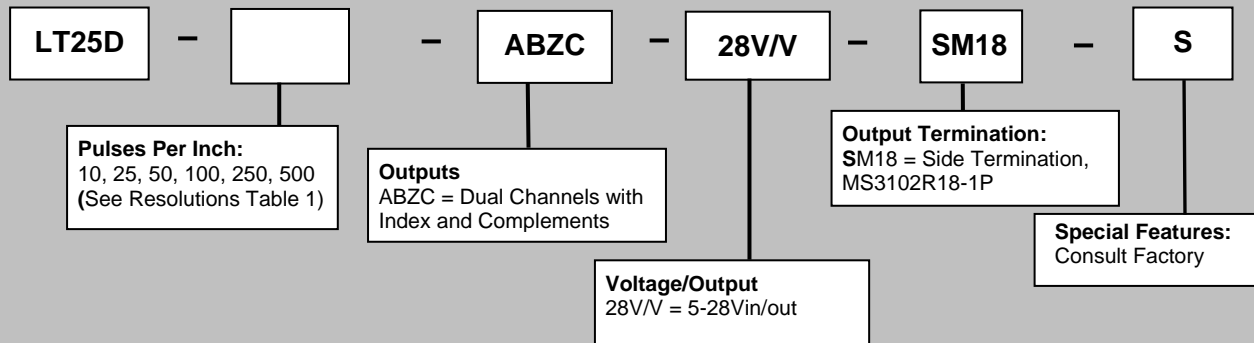 LT25D – – ABZC – 28V/V – SM18 – S
Pulses Per Inch:
10, 25, 50, 100, 250, 500
(See Resolutions Table 1)
Outputs
ABZC = Dual Channels with
Index and Complements
Voltage/Output
28V/V = 5-28Vin/out
Output Termination:
SM18 = Side Termination,
MS3102R18-1P
Special Features:
Consult Factory